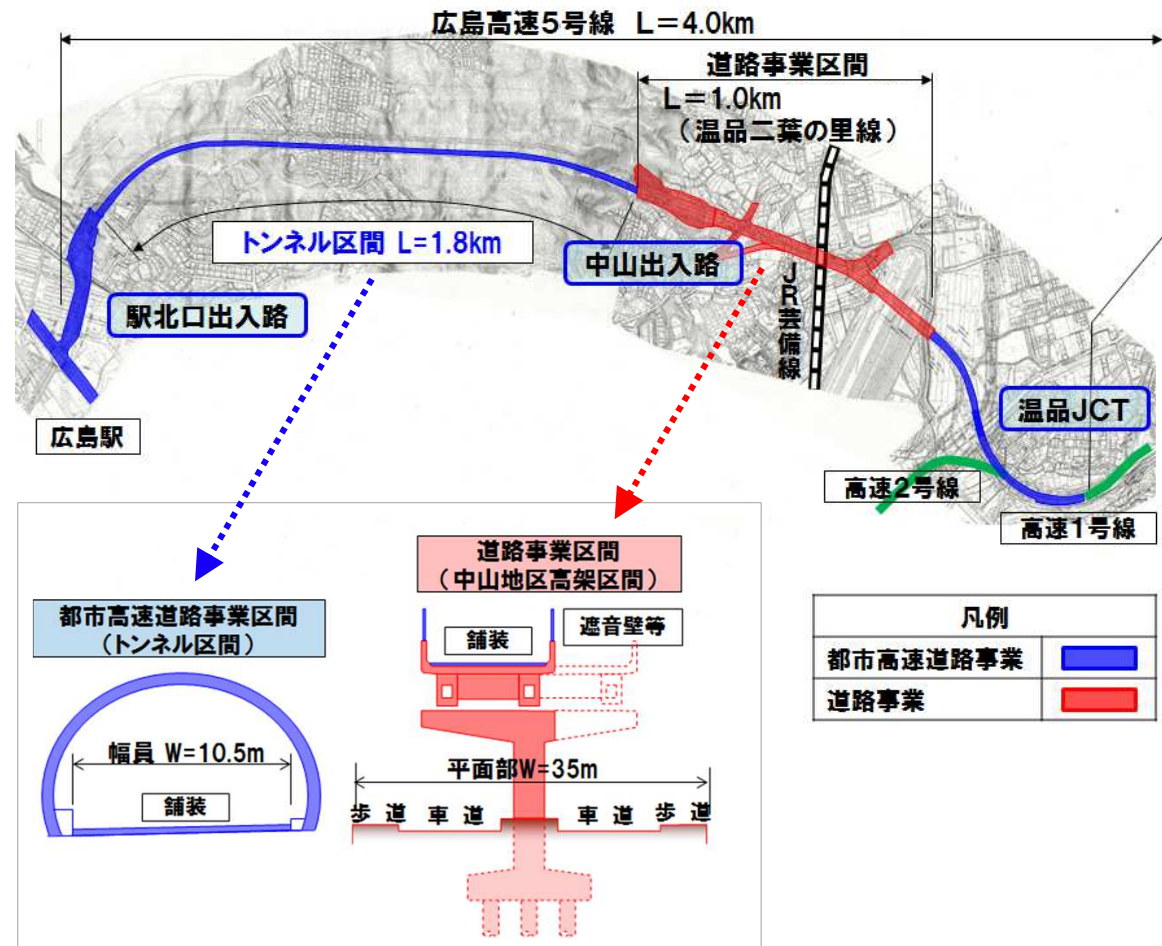 広島高速5号線 L=4.0km
道路事業区間
L=1.0km
(温品二葉の里線)
トンネル区間 L=1.8km
中山出入路
駅北口出入路
JR芸備線
広島駅
温品JCT
高速2号線
高速1号線
都市高速道路事業区間
(トンネル区間)
幅員 W=10.5m
舗装
道路事業区間
(中山地区高架区間)
舗装
遮音壁等
平面部W=35m
歩道 車道 車道 歩道
凡例
都市高速道路事業
道路事業